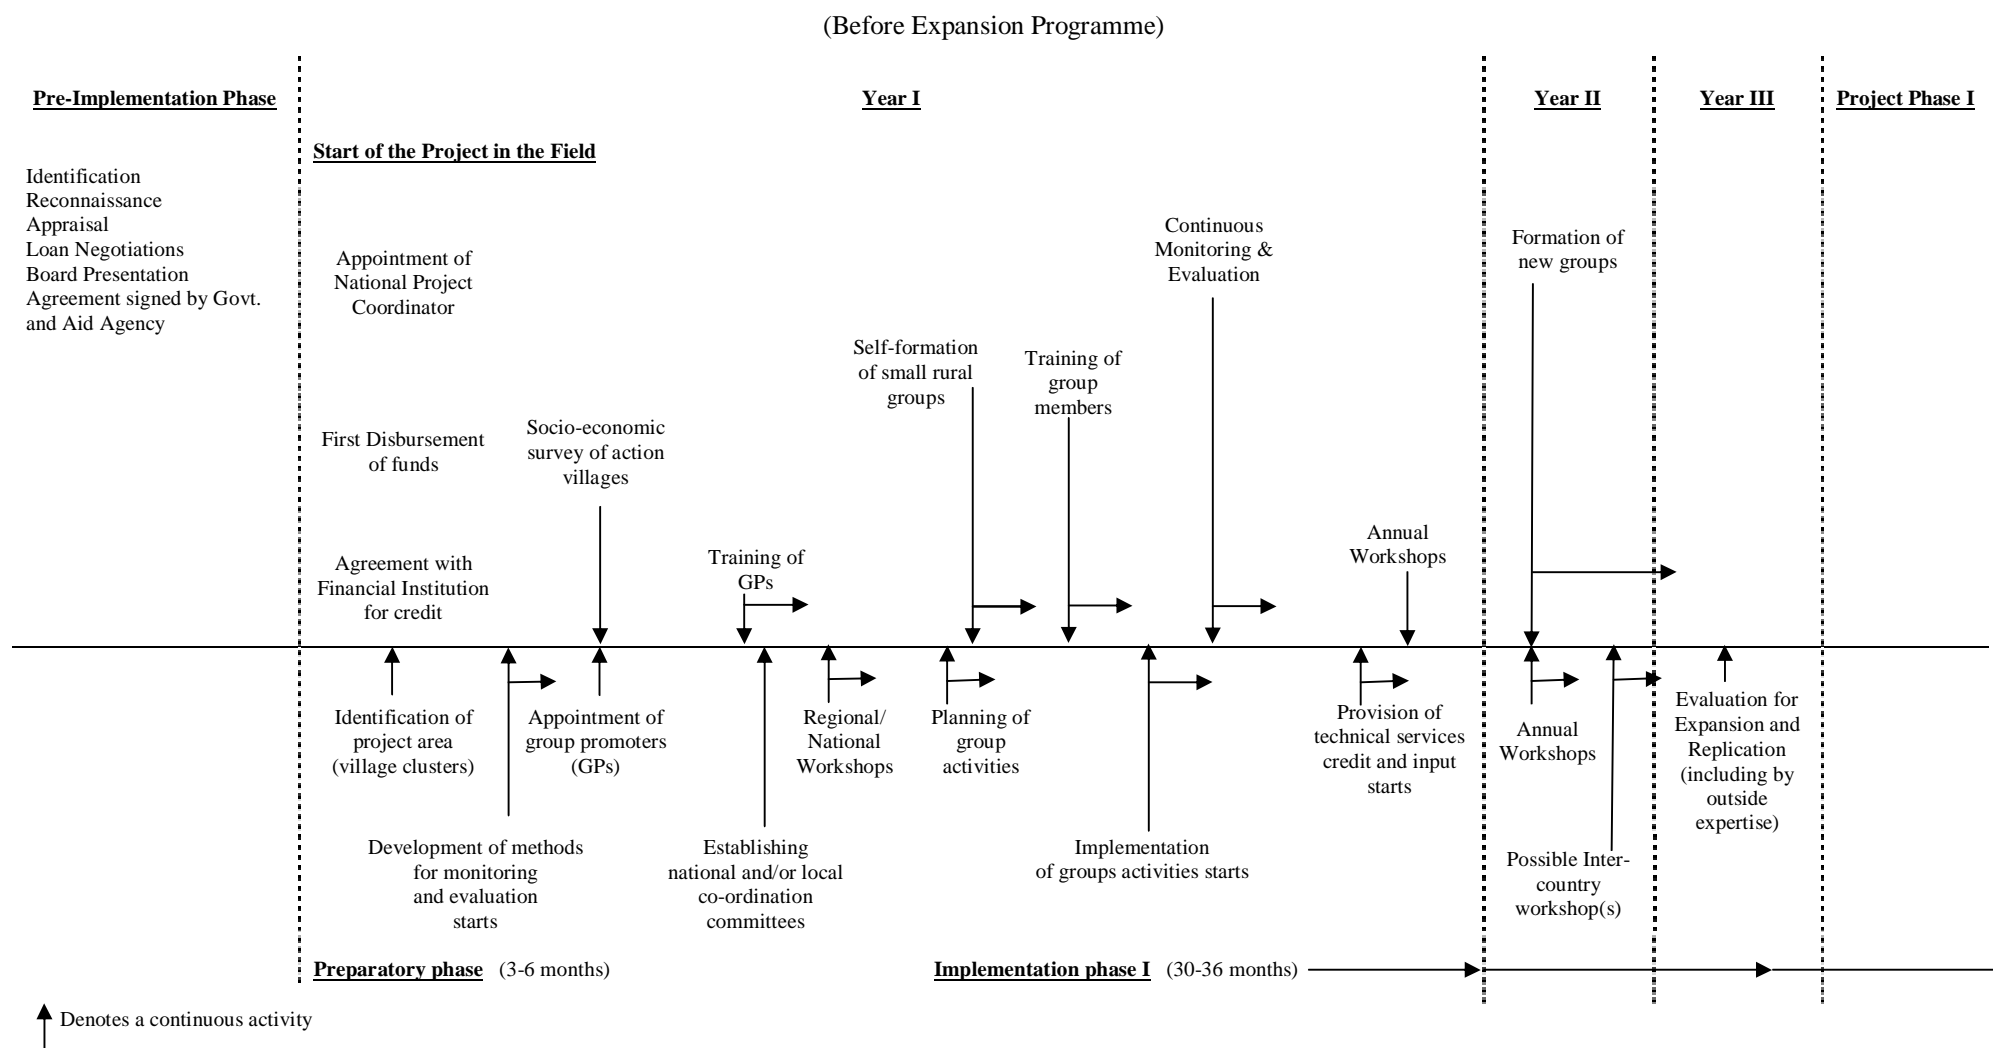 (Before Expansion Programme)
Pre-Implementation Phase
Year I
Year II
Year III
Project Phase I
Start of the Project in the Field
Identification
Reconnaissance
Appraisal
Loan Negotiations
Board Presentation
Agreement signed by Govt.
and Aid Agency
Appointment of
National Project
Coordinator
First Disbursement
of funds
Agreement with
Financial Institution
for credit
Socio-economic
survey of action
villages
Training of
GPs
Self-formation
of small rural
groups
Training of
group
members
Continuous
Monitoring &
Evaluation
Annual
Workshops
Formation of
new groups
Identification of
project area
(village clusters)
Development of methods
for monitoring
and evaluation
starts
Appointment of
group promoters
(GPs)
Establishing
national and/or local
co-ordination
committees
Regional/
National
Workshops
Planning of
group
activities
Implementation
of groups activities starts
Provision of
technical services
credit and input
starts
Annual
Workshops
Possible Inter-
country
workshop(s)
Evaluation for
Expansion and
Replication
(including by
outside
expertise)
Preparatory phase (3-6 months)
Implementation phase I (30-36 months)
Denotes a continuous activity